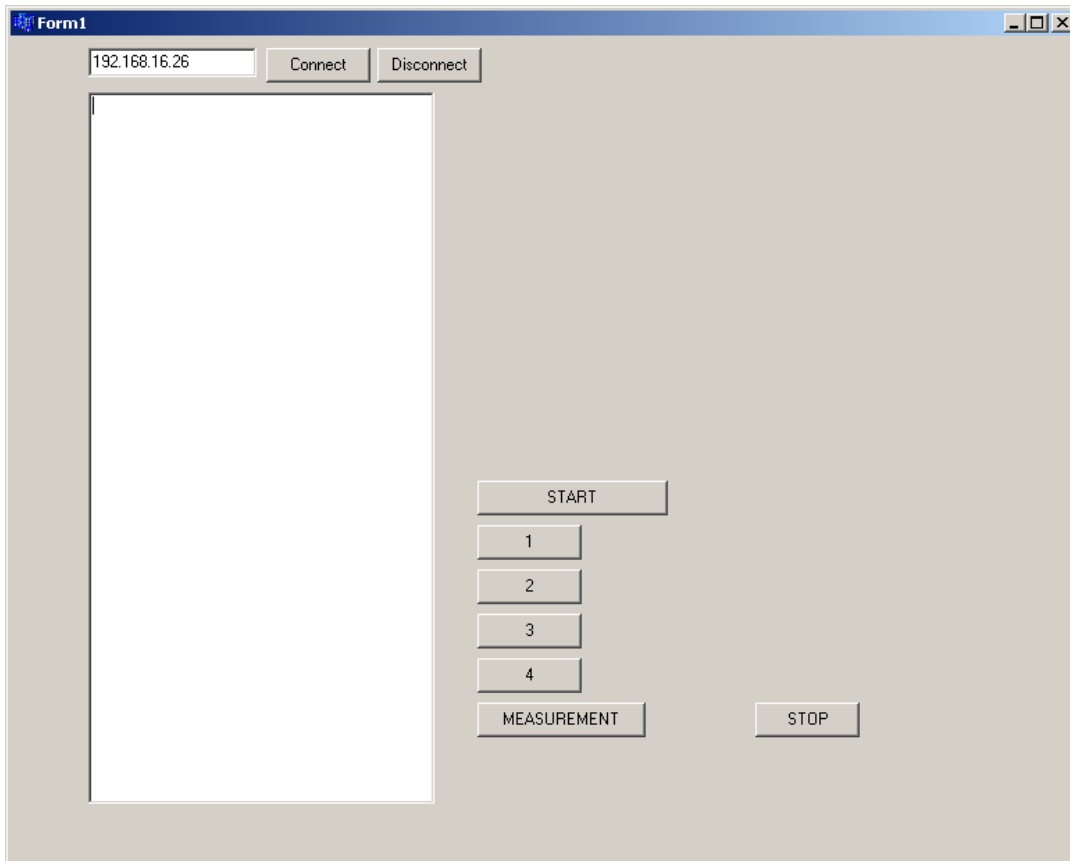 Form1
192.168.16.26 Connect Disconnect
START
1
2
3
4
MEASUREMENT STOP